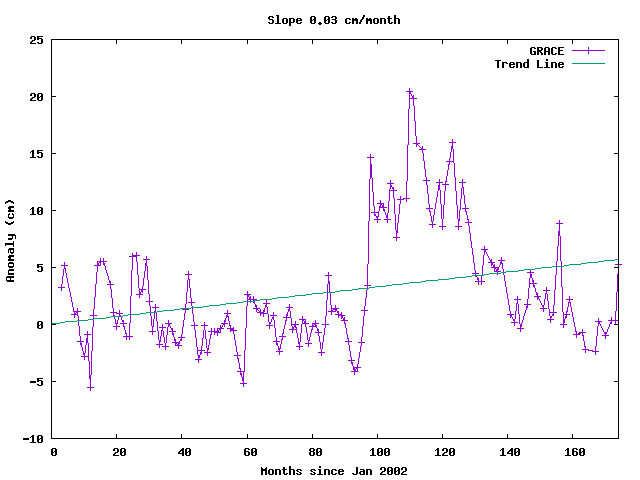 Slope 0.03 cm/month
GRACE
Trend Line
25
20
15
10
5
0
-5
-10
Anomaly (cm)
0 20 40 60 80 100 120 140 160
Months since Jan 2002